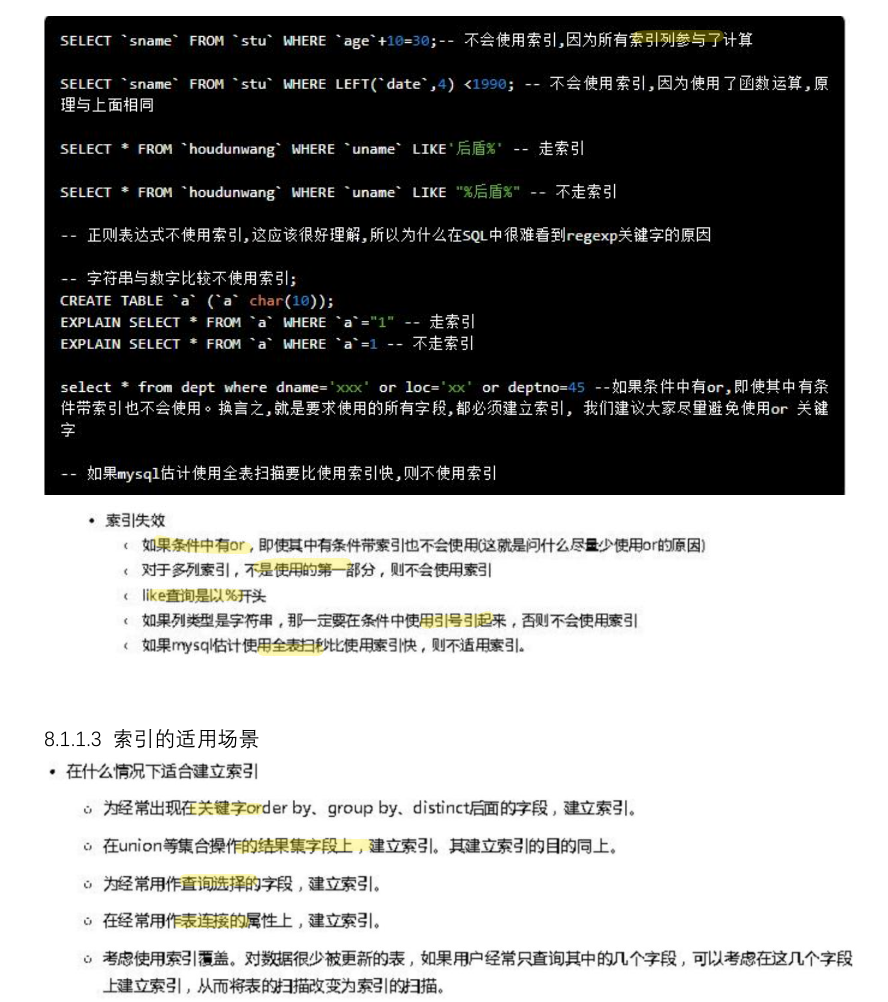 SELECT `sname` FROM `stu` WHERE `age`+10=30;-- 不会使用索引,因为所有索引列参与了计算
SELECT `sname` FROM `stu` WHERE LEFT(`date`,4) <1990; -- 不会使用索引,因为使用了函数运算,原
理与上面相同
SELECT * FROM `houdunwang` WHERE `uname` LIKE'后盾%' -- 走索引
SELECT * FROM `houdunwang` WHERE `uname` LIKE "%后盾%" -- 不走索引
-- 正则表达式不使用索引,这应该很好理解,所以为什么在SQL中很难看到regexp关键字的原因
-- 字符串与数字比较不使用索引;
CREATE TABLE `a` (`a` char(10));
EXPLAIN SELECT * FROM `a` WHERE `a`="1" -- 走索引
EXPLAIN SELECT * FROM `a` WHERE `a`=1 -- 不走索引
select * from dept where dname='xxx' or loc='xx' or deptno=45 --如果条件中有or,即使其中有条
件带索引也不会使用。换言之,就是要求使用的所有字段,都必须建立索引, 我们建议大家尽量避免使用or 关键
字
-- 如果mysql估计使用全表扫描要比使用索引快,则不使用索引
• 索引失效
‹ 如果条件中有or，即使其中有条件带索引也不会使用(这就是问什么尽量少使用or的原因)
‹ 对于多列索引，不是使用的第一部分，则不会使用索引
‹ like查询是以%开头
‹ 如果列类型是字符串，那一定要在条件中使用引号引起来，否则不会使用索引
‹ 如果mysql估计使用全表扫秒比使用索引快，则不适用索引。
8.1.1.3 索引的适用场景
• 在什么情况下适合建立索引
为经常出现在关键字order by、group by、distinct后面的字段，建立索引。
在union等集合操作的结果集字段上，建立索引。其建立索引的目的同上。
为经常用作查询选择的字段，建立索引。
在经常用作表连接的属性上，建立索引。
考虑使用索引覆盖。对数据很少被更新的表，如果用户经常只查询其中的几个字段，可以考虑在这几个字段
上建立索引，从而将表的扫描改变为索引的扫描。